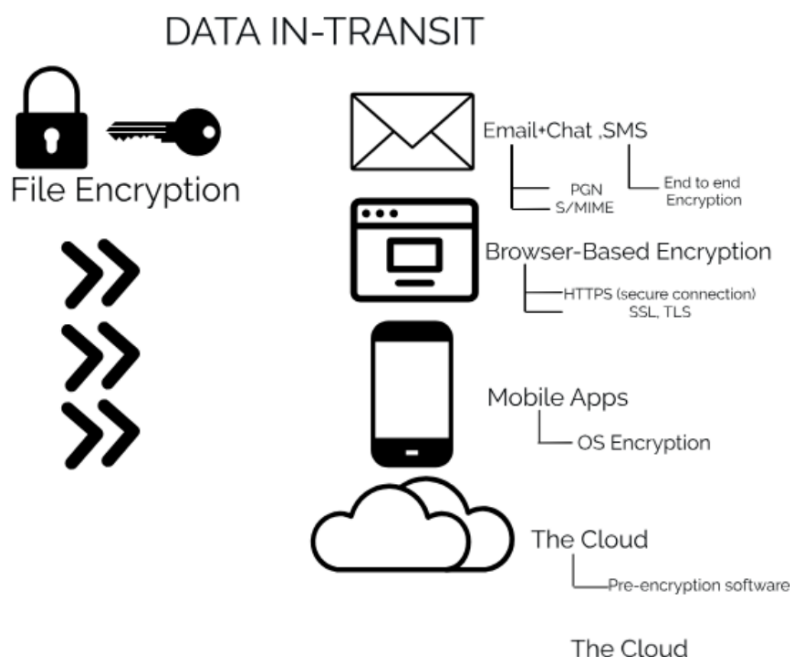 DATA IN-TRANSIT
File Encryption
Email+Chat ,SMS
PGN
S/MIME
End to end
Encryption
Browser-Based Encryption
HTTPS (secure connection)
SSL, TLS
Mobile Apps
OS Encryption
The Cloud
Pre-encryption software
The Cloud